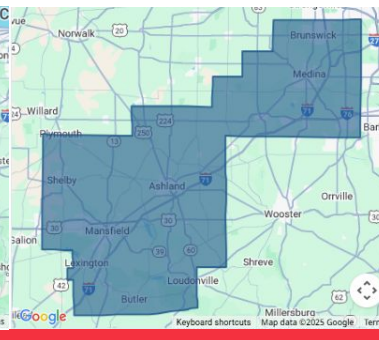 Norwalk
20
Brunswick
Medina
71
76
Willard
224
250
Plymouth
13
Shelby
71
Ashland
Wooster
Orrville
30
30
Mansfield
39
60
Lexington
Shreve
42
Loudonville
71
Butler
62
Millersburg
Google
Keyboard shortcuts
Map data ©2025 Google